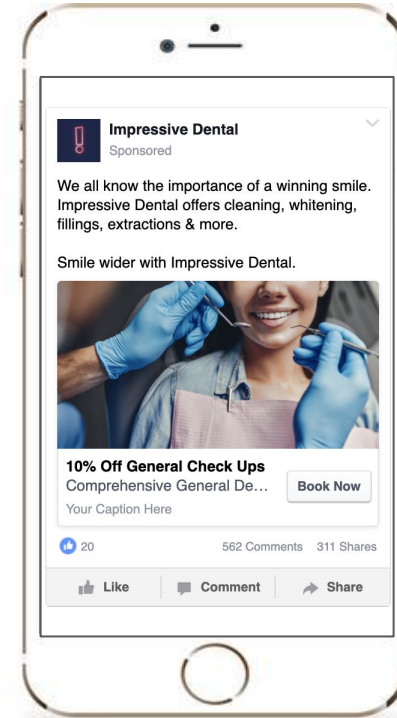 Impressive Dental
Sponsored
We all know the importance of a winning smile.
Impressive Dental offers cleaning, whitening,
fillings, extractions & more.
Smile wider with Impressive Dental.
10% Off General Check Ups
Comprehensive General De...
Book Now
Your Caption Here
20
562 Comments 311 Shares
Like Comment Share